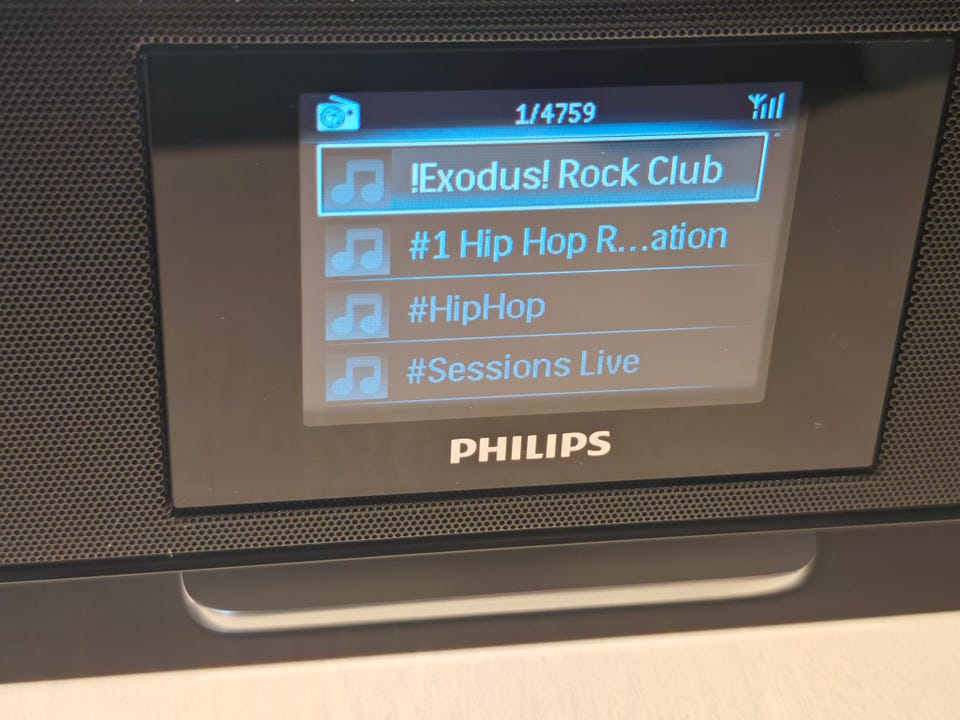 1/4759
!Exodus! Rock Club
#1 Hip Hop R...ation
#HipHop
#Sessions Live
PHILIPS